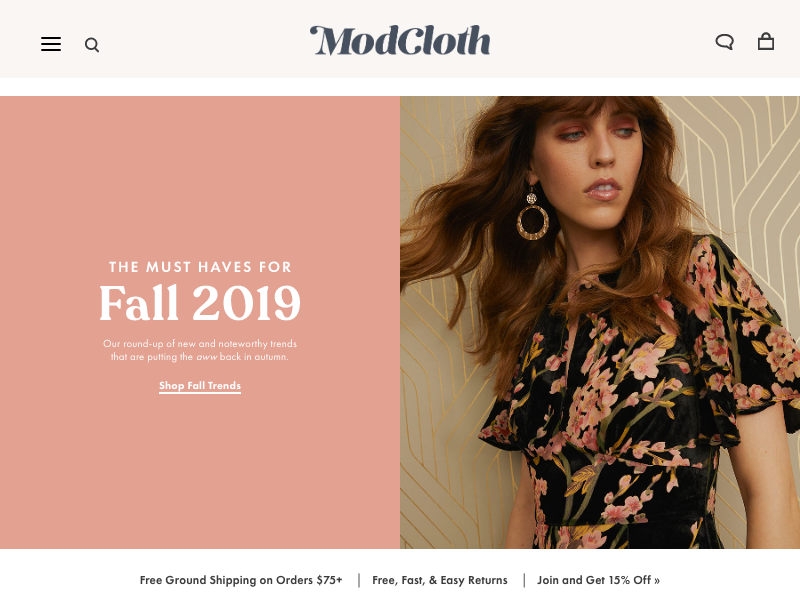 ModCloth
THE MUST HAVES FOR
Fall 2019
Our round-up of new and noteworthy trends
that are putting the aww back in autumn.
Shop Fall Trends
Free Ground Shipping on Orders $75+ | Free, Fast, & Easy Returns | Join and Get 15% Off »